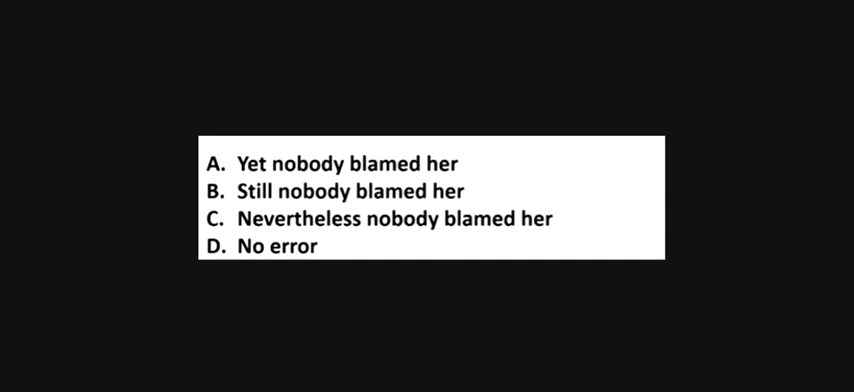 A. Yet nobody blamed her
B. Still nobody blamed her
C. Nevertheless nobody blamed her
D. No error